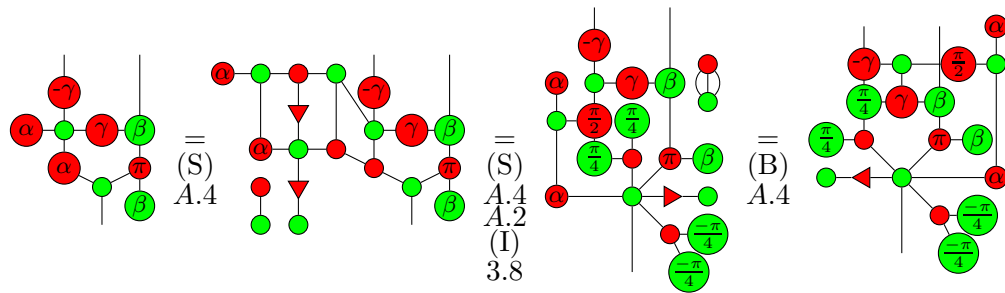 -γ
α γ β
α π
β
=
(S)
A.4
α
-γ
γ β
α π
β
=
(S)
A.4
A.2
(I)
3.8
-γ
α γ β
π/2 π/4
π/4 π β
α
-π/4
-π/4
=
(B)
A.4
α
-γ π/2
π/4 γ β
π/4 π β
α
-π/4
-π/4